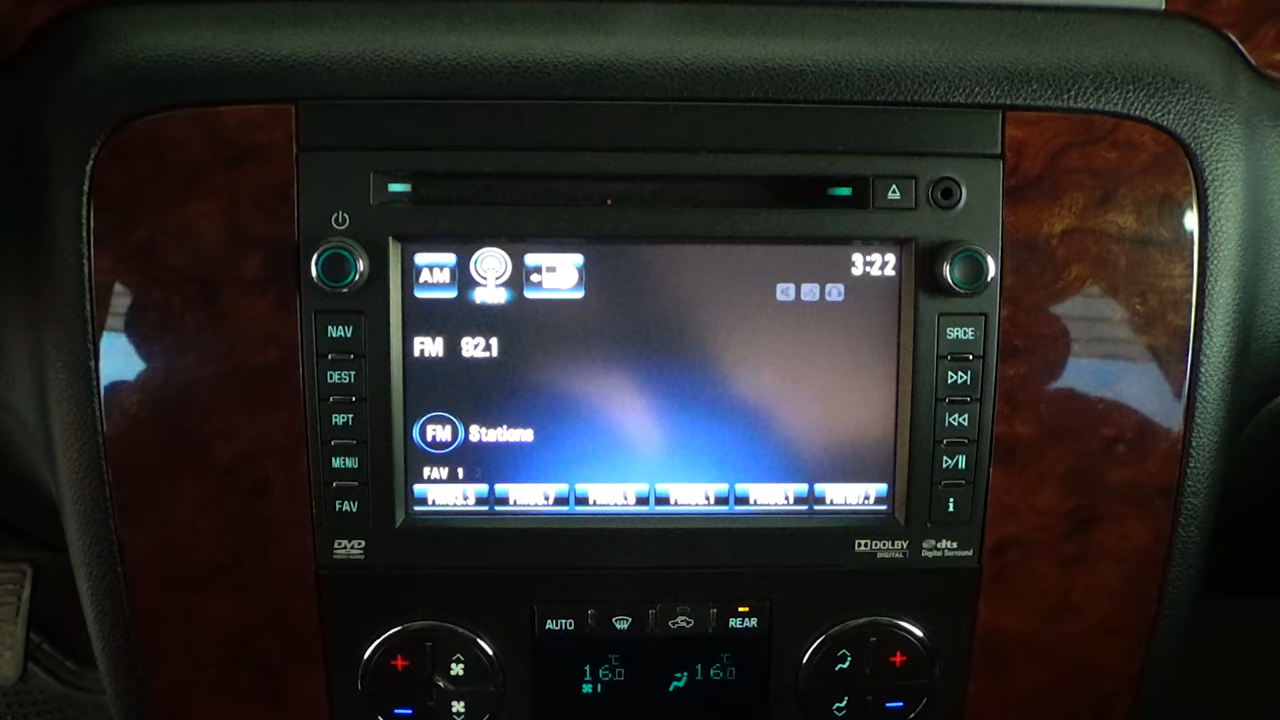 AM
3:22
FM 92.1
FM Stations
FAV 1
NAV
DEST
RPT
MENU
FAV
SRCE
i
DVD
DOLBY
DIGITAL
dts
Digital Surround
AUTO
REAR
16.0 °C
16.0 °C